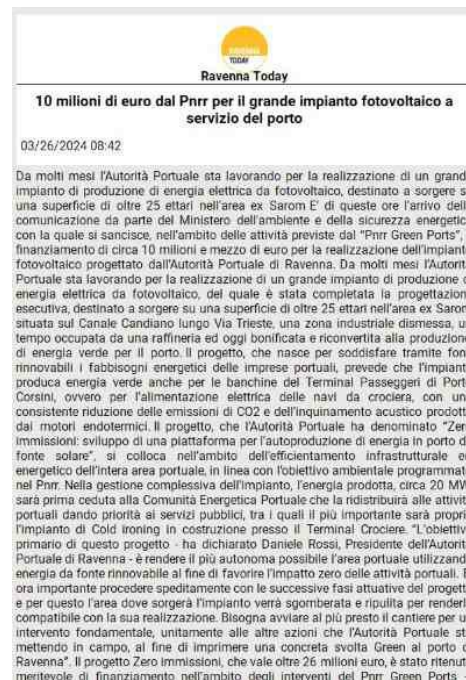 RAVENNA
TODAY
Ravenna Today
10 milioni di euro dal Pnrr per il grande impianto fotovoltaico a
servizio del porto
03/26/2024 08:42
Da molti mesi l'Autorità Portuale sta lavorando per la realizzazione di un grand
impianto di produzione di energia elettrica da fotovoltaico, destinato a sorgere s
una superficie di oltre 25 ettari nell'area ex Sarom E' di queste ore l'arrivo dell
comunicazione da parte del Ministero dell'ambiente e della sicurezza energetic
con la quale si sancisce, nell'ambito delle attività previste dal "Pnrr Green Ports",
finanziamento di circa 10 milioni e mezzo di euro per la realizzazione dell'impiant
fotovoltaico progettato dall'Autorità Portuale di Ravenna. Da molti mesi l'Autorit
Portuale sta lavorando per la realizzazione di un grande impianto di produzione d
energia elettrica da fotovoltaico, del quale è stata completata la progettazion
esecutiva, destinato a sorgere su una superficie di oltre 25 ettari nell'area ex Saron
situata sul Canale Candiano lungo Via Trieste, una zona industriale dismessa, u
tempo occupata da una raffineria ed oggi bonificata e riconvertita alla produzion
di energia verde per il porto. Il progetto, che nasce per soddisfare tramite font
rinnovabili i fabbisogni energetici delle imprese portuali, prevede che l'impiant
produca energia verde anche per le banchine del Terminal Passeggeri di Port
Corsini, ovvero per l'alimentazione elettrica delle navi da crociera, con un
consistente riduzione delle emissioni di CO2 e dell'inquinamento acustico prodott
dai motori endotermici. Il progetto, che l'Autorità Portuale ha denominato "Zer
immissioni: sviluppo di una piattaforma per l'autoproduzione di energia in porto d
fonte solare", si colloca nell'ambito dell'efficientamento infrastrutturale e
energetico dell'intera area portuale, in linea con l'obiettivo ambientale programmat
nel Pnrr. Nella gestione complessiva dell'impianto, l'energia prodotta, circa 20 MW
sarà prima ceduta alla Comunità Energetica Portuale che la ridistribuirà alle attivit
portuali dando priorità ai servizi pubblici, tra i quali il più importante sarà propri
l'impianto di Cold ironing in costruzione presso il Terminal Crociere. "L'obiettiv
primario di questo progetto - ha dichiarato Daniele Rossi, Presidente dell'Autorit
Portuale di Ravenna - è rendere il più autonoma possibile l'area portuale utilizzand
energia da fonte rinnovabile al fine di favorire l'impatto zero delle attività portuali. È
ora importante procedere speditamente con le successive fasi attuative del progett
e per questo l'area dove sorgerà l'impianto verrà sgomberata e ripulita per renderl
compatibile con la sua realizzazione. Bisogna avviare al più presto il cantiere per u
intervento fondamentale, unitamente alle altre azioni che l'Autorità Portuale st
mettendo in campo, al fine di imprimere una concreta svolta Green al porto d
Ravenna". Il progetto Zero immissioni, che vale oltre 26 milioni euro, è stato ritenut
meritevole di finanziamento nell'ambito degli interventi del Pnrr Green Ports -